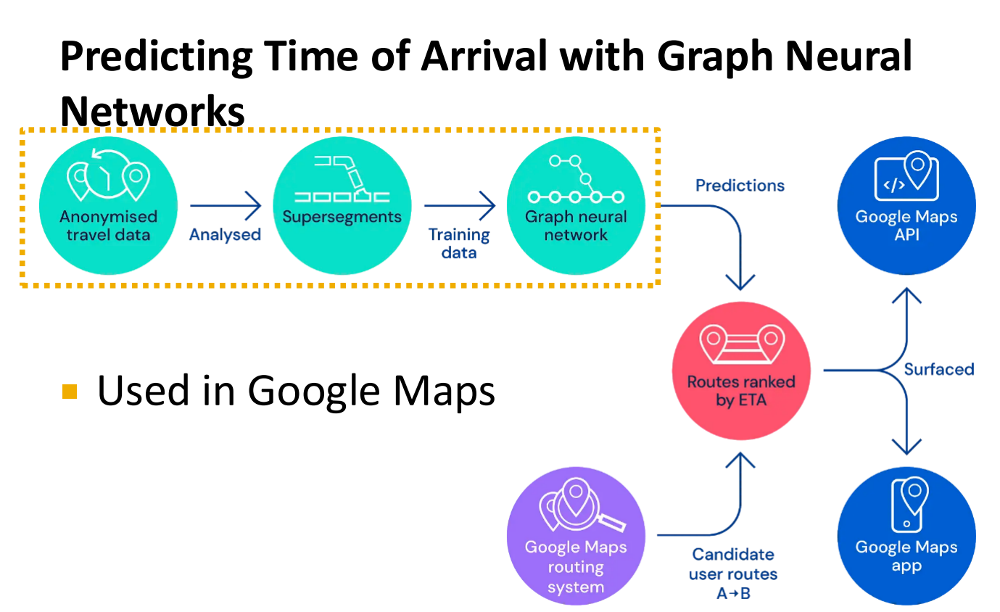 Predicting Time of Arrival with Graph Neural
Networks
Anonymised
travel data
Analysed
Supersegments
Training
data
Graph neural
network
Predictions
</>
Google Maps
API
Routes ranked
by ETA
Surfaced
▪ Used in Google Maps
Google Maps
routing
system
Candidate
user routes
A→B
Google Maps
app